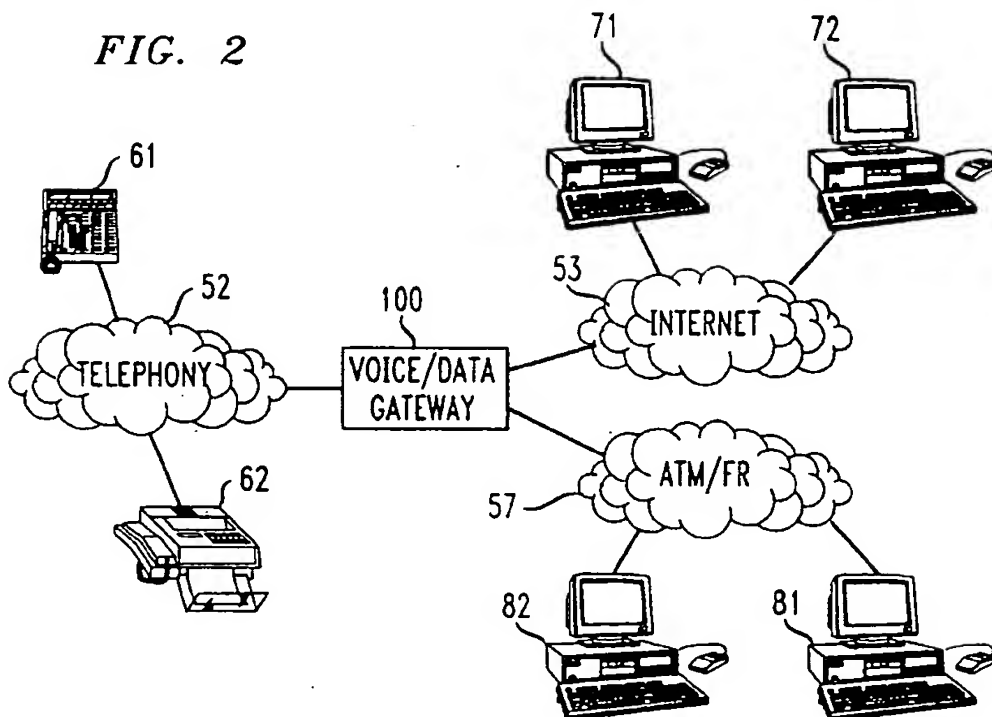 FIG. 2
71
72
61
52
100
53
TELEPHONY
VOICE/DATA
GATEWAY
INTERNET
62
57
ATM/FR
82
81